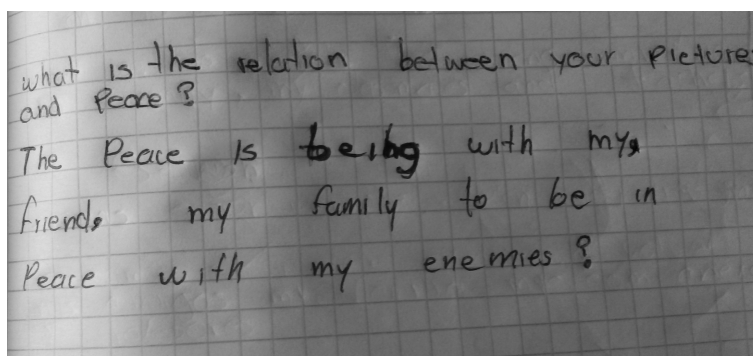 what is the relation between your Picture
and Peace?
The Peace is being with my
friends my family to be in
Peace with my enemies?